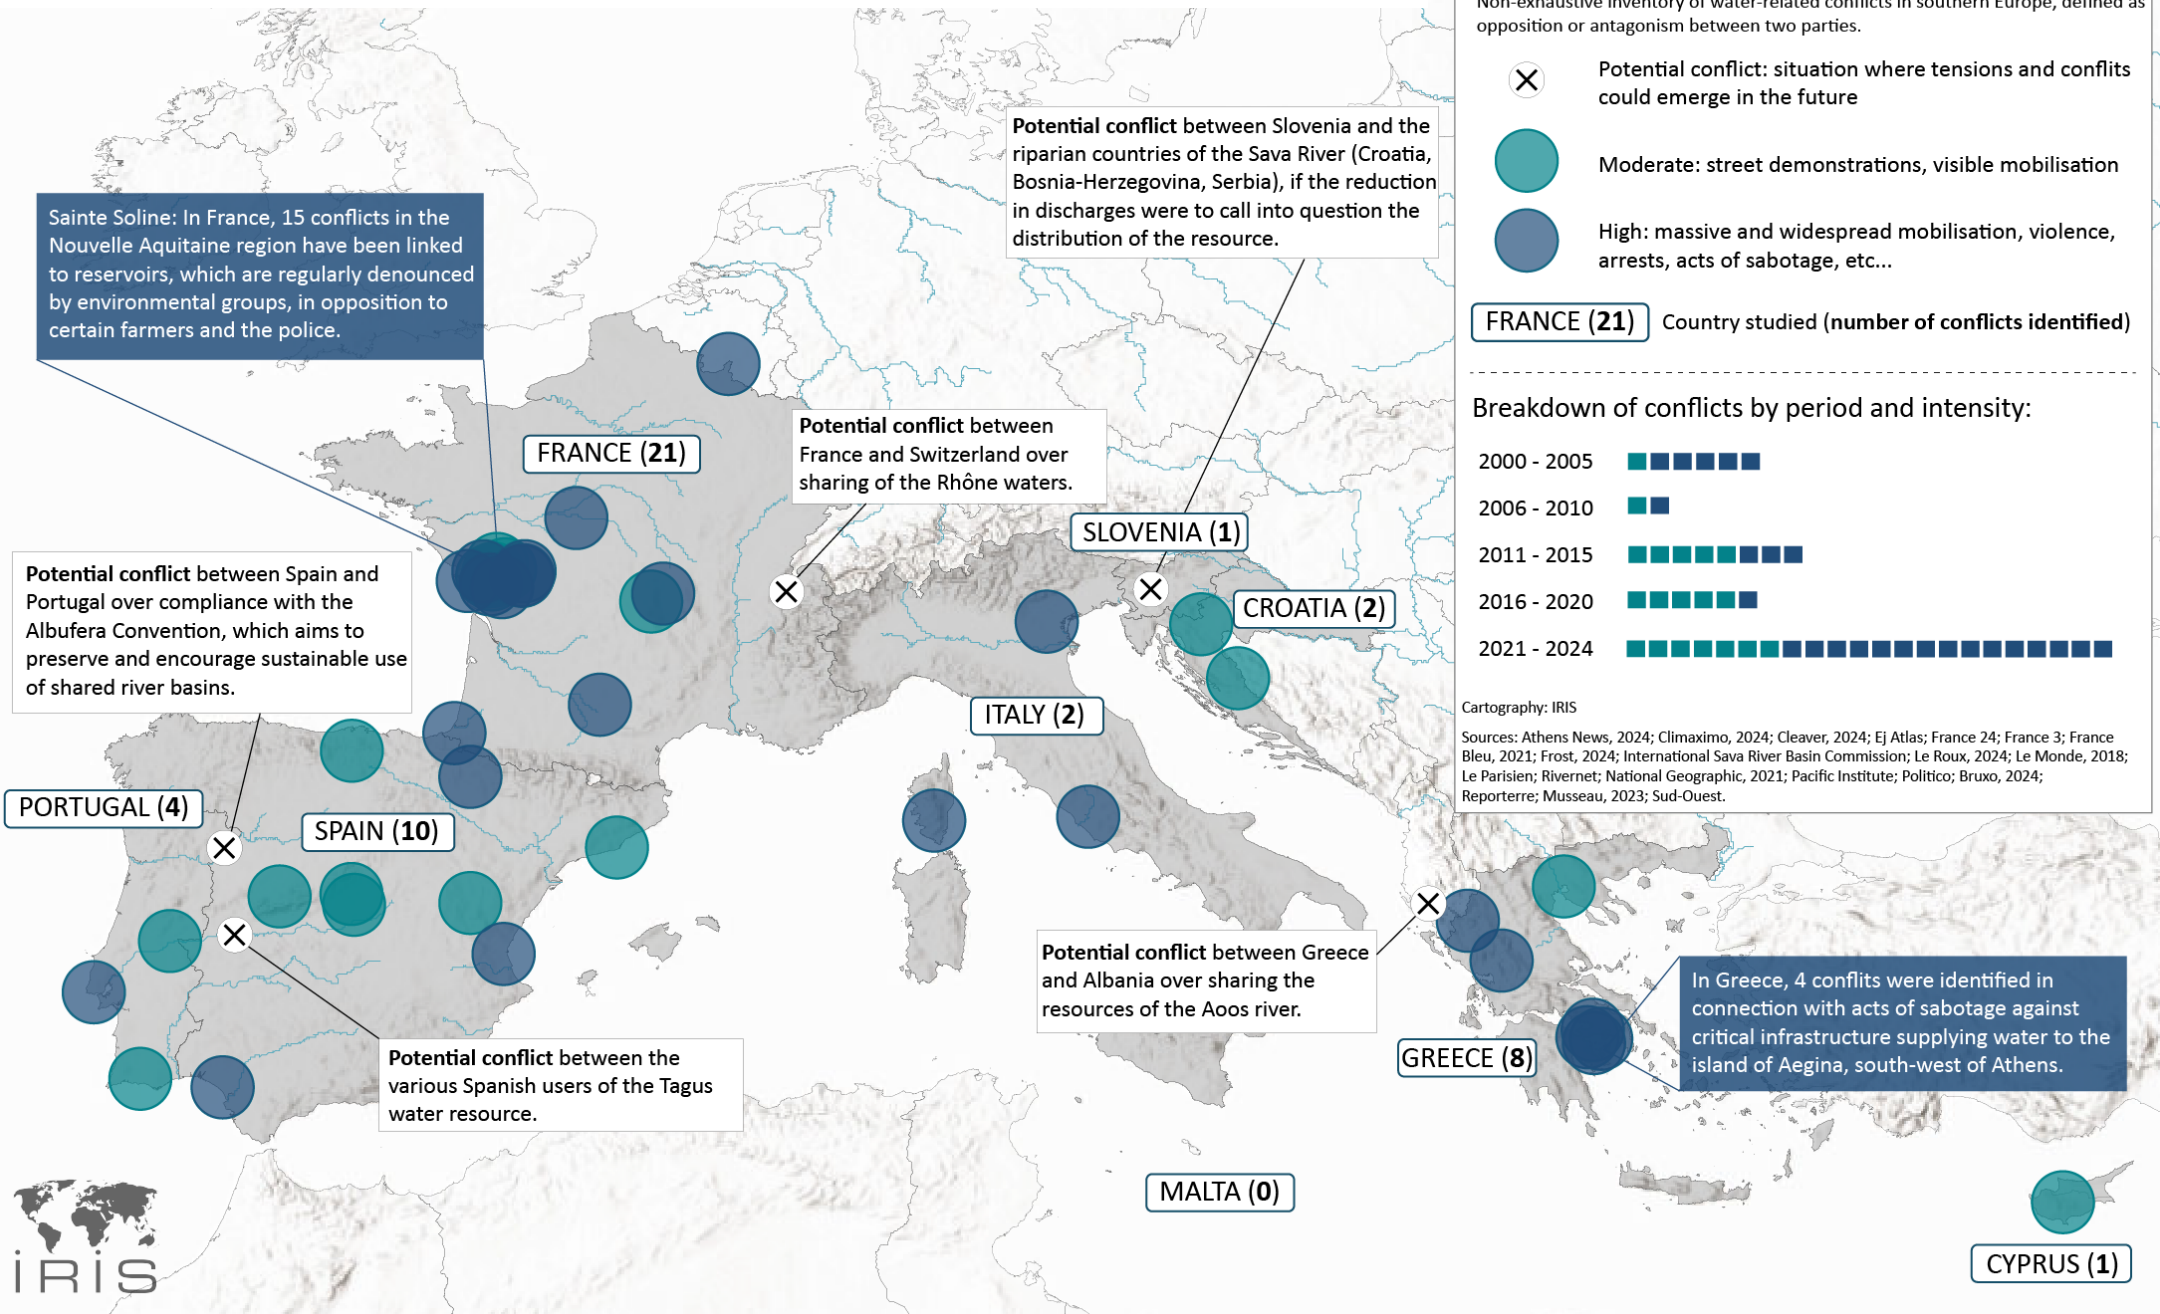 Non-exhaustive inventory of water-related conflicts in southern Europe, defined as
opposition or antagonism between two parties.
Potential conflict: situation where tensions and conflits
could emerge in the future
Moderate: street demonstrations, visible mobilisation
High: massive and widespread mobilisation, violence,
arrests, acts of sabotage, etc...
FRANCE (21)
Country studied (number of conflicts identified)
Breakdown of conflicts by period and intensity:
2000 - 2005
2006 - 2010
2011 - 2015
2016 - 2020
2021 - 2024
Cartography: IRIS
Sources: Athens News, 2024; Climaximo, 2024; Cleaver, 2024; Ej Atlas; France 24; France 3; France
Bleu, 2021; Frost, 2024; International Sava River Basin Commission; Le Roux, 2024; Le Monde, 2018;
Le Parisien; Rivernet; National Geographic, 2021; Pacific Institute; Politico; Bruxo, 2024;
Reporterre; Musseau, 2023; Sud-Ouest.
Potential conflict between Slovenia and the
riparian countries of the Sava River (Croatia,
Bosnia-Herzegovina, Serbia), if the reduction
in discharges were to call into question the
distribution of the resource.
Sainte Soline: In France, 15 conflicts in the
Nouvelle Aquitaine region have been linked
to reservoirs, which are regularly denounced
by environmental groups, in opposition to
certain farmers and the police.
FRANCE (21)
Potential conflict between
France and Switzerland over
sharing of the Rhône waters.
SLOVENIA (1)
CROATIA (2)
Potential conflict between Spain and
Portugal over compliance with the
Albufera Convention, which aims to
preserve and encourage sustainable use
of shared river basins.
ITALY (2)
PORTUGAL (4)
SPAIN (10)
Potential conflict between Greece
and Albania over sharing the
resources of the Aoos river.
In Greece, 4 conflits were identified in
connection with acts of sabotage against
critical infrastructure supplying water to the
island of Aegina, south-west of Athens.
GREECE (8)
Potential conflict between the
various Spanish users of the Tagus
water resource.
MALTA (0)
CYPRUS (1)
iRiS